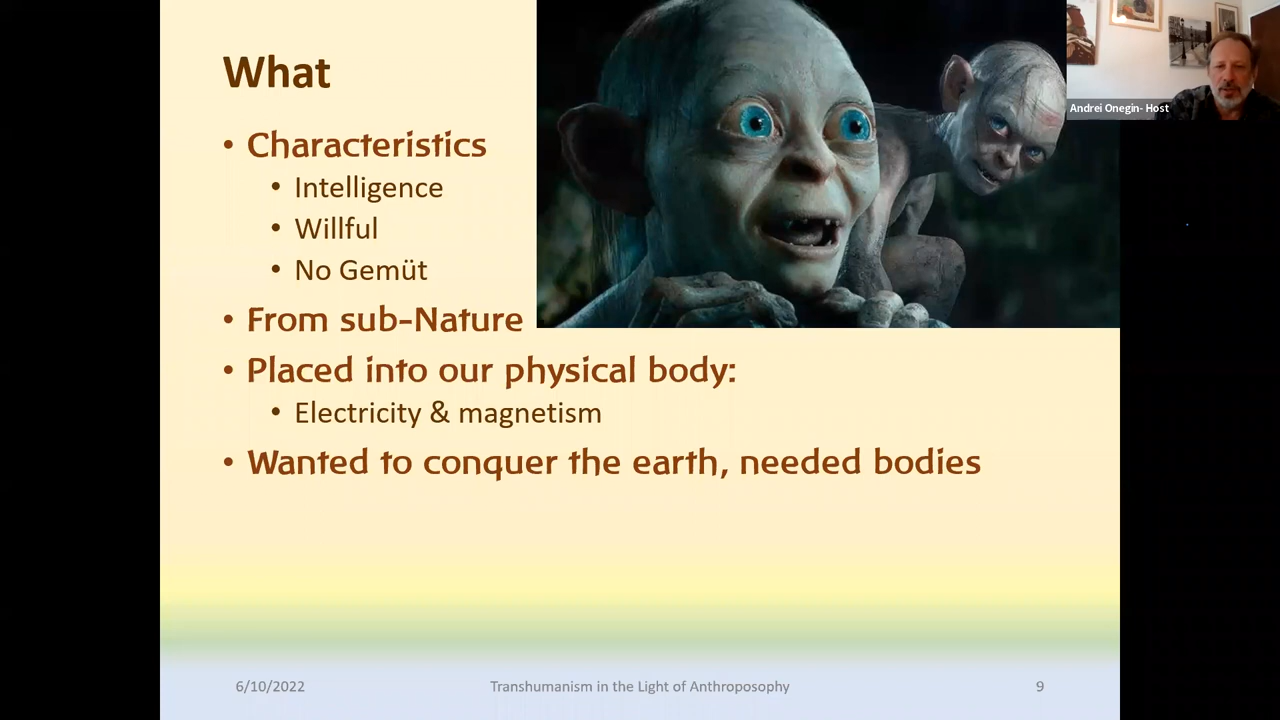 What
• Characteristics
• Intelligence
• Willful
• No Gemüt
• From sub-Nature
• Placed into our physical body:
• Electricity & magnetism
• Wanted to conquer the earth, needed bodies
Andrei Onegin- Host
6/10/2022
Transhumanism in the Light of Anthroposophy
9